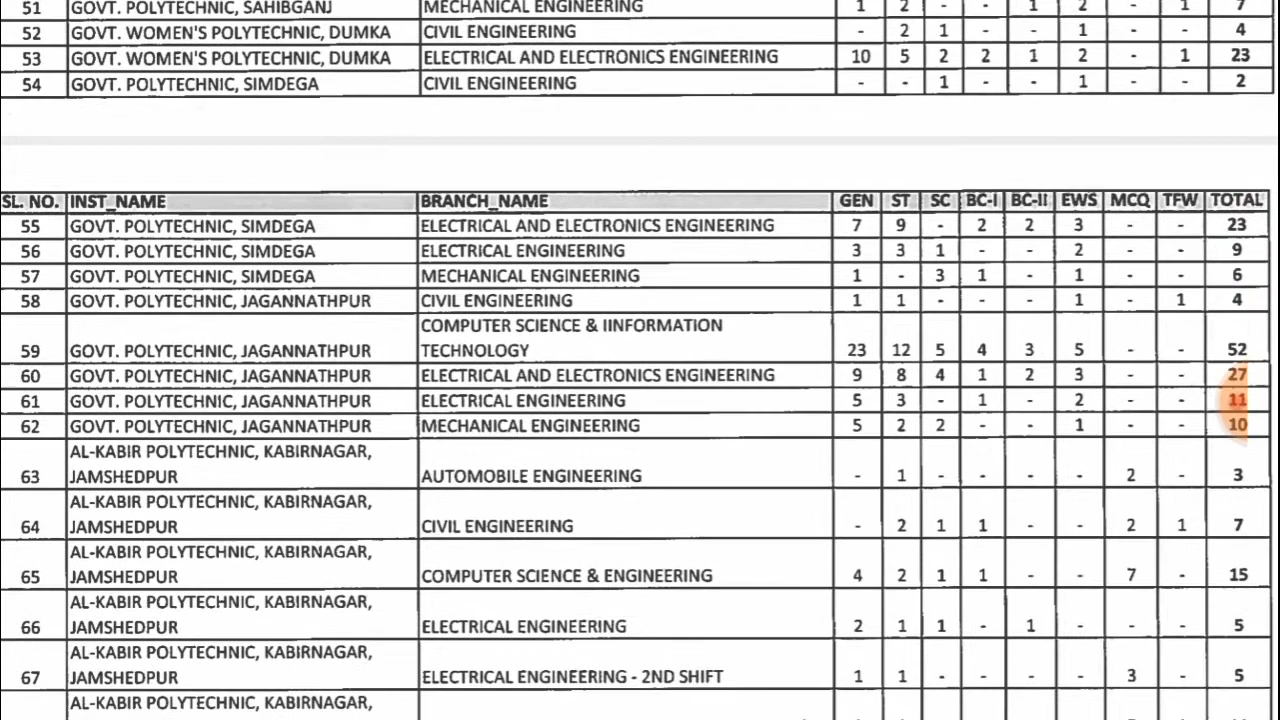 51 GOVT. POLYTECHNIC, SAHIBGANJ MECHANICAL ENGINEERING 1 2 - - 1 2 - 1 7
52 GOVT. WOMEN'S POLYTECHNIC, DUMKA CIVIL ENGINEERING - 2 1 - - 1 - - 4
53 GOVT. WOMEN'S POLYTECHNIC, DUMKA ELECTRICAL AND ELECTRONICS ENGINEERING 10 5 2 2 1 2 - 1 23
54 GOVT. POLYTECHNIC, SIMDEGA CIVIL ENGINEERING - - 1 - - 1 - - 2
SL. NO. INST_NAME BRANCH_NAME GEN ST SC BC-I BC-II EWS MCQ TFW TOTAL
55 GOVT. POLYTECHNIC, SIMDEGA ELECTRICAL AND ELECTRONICS ENGINEERING 7 9 - 2 2 3 - - 23
56 GOVT. POLYTECHNIC, SIMDEGA ELECTRICAL ENGINEERING 3 3 1 - - 2 - - 9
57 GOVT. POLYTECHNIC, SIMDEGA MECHANICAL ENGINEERING 1 - 3 1 - 1 - - 6
58 GOVT. POLYTECHNIC, JAGANNATHPUR CIVIL ENGINEERING 1 1 - - - 1 - 1 4
COMPUTER SCIENCE & IINFORMATION
59 GOVT. POLYTECHNIC, JAGANNATHPUR TECHNOLOGY 23 12 5 4 3 5 - - 52
60 GOVT. POLYTECHNIC, JAGANNATHPUR ELECTRICAL AND ELECTRONICS ENGINEERING 9 8 4 1 2 3 - - 27
61 GOVT. POLYTECHNIC, JAGANNATHPUR ELECTRICAL ENGINEERING 5 3 - 1 - 2 - - 11
62 GOVT. POLYTECHNIC, JAGANNATHPUR MECHANICAL ENGINEERING 5 2 2 - - 1 - - 10
AL-KABIR POLYTECHNIC, KABIRNAGAR,
63 JAMSHEDPUR AUTOMOBILE ENGINEERING - 1 - - - - 2 - 3
AL-KABIR POLYTECHNIC, KABIRNAGAR,
64 JAMSHEDPUR CIVIL ENGINEERING - 2 1 1 - - 2 1 7
AL-KABIR POLYTECHNIC, KABIRNAGAR,
65 JAMSHEDPUR COMPUTER SCIENCE & ENGINEERING 4 2 1 1 - - 7 - 15
AL-KABIR POLYTECHNIC, KABIRNAGAR,
66 JAMSHEDPUR ELECTRICAL ENGINEERING 2 1 1 - 1 - - - 5
AL-KABIR POLYTECHNIC, KABIRNAGAR,
67 JAMSHEDPUR ELECTRICAL ENGINEERING - 2ND SHIFT 1 1 - - - - 3 - 5
AL-KABIR POLYTECHNIC, KABIRNAGAR,